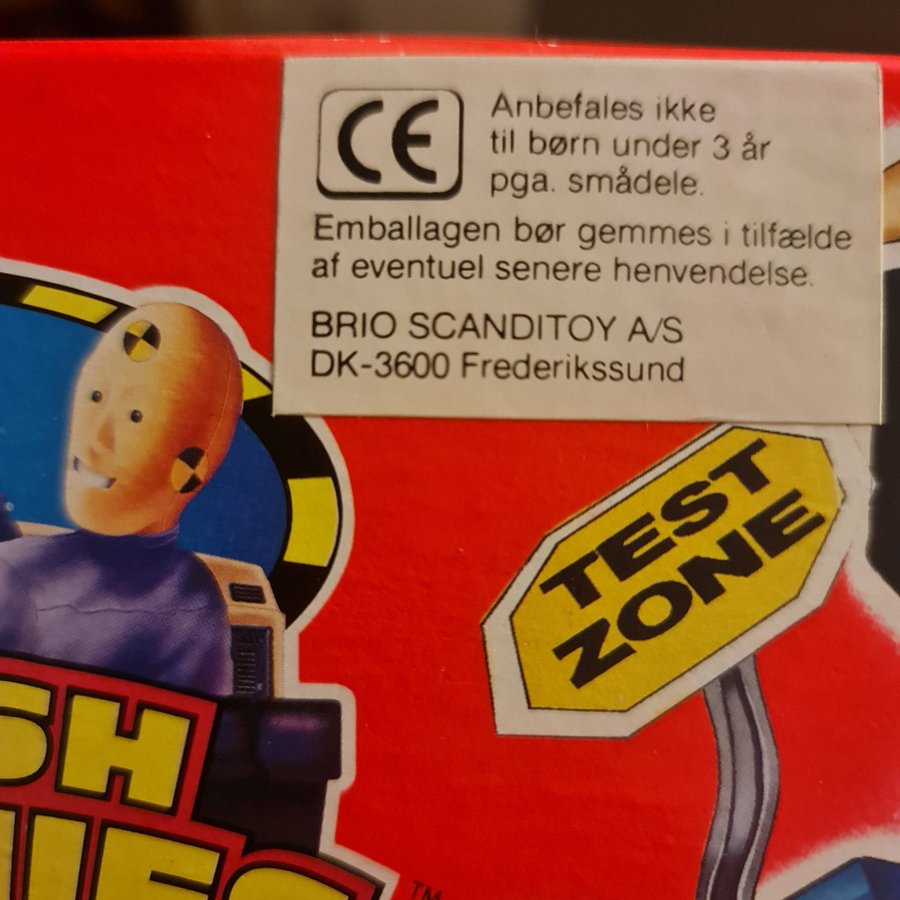 CE
Anbefales ikke
til børn under 3 år
pga. smådele.
Emballagen bør gemmes i tilfælde
af eventuel senere henvendelse.
BRIO SCANDITOY A/S
DK-3600 Frederikssund
TEST
ZONE
SH
TM